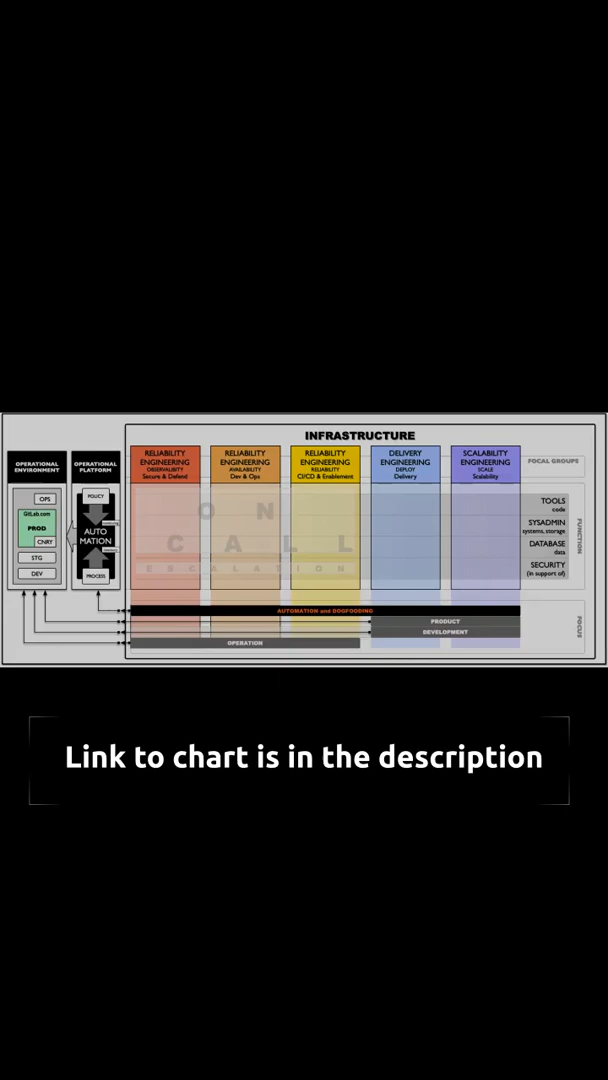 INFRASTRUCTURE
OPERATIONAL
ENVIRONMENT
OPERATIONAL
PLATFORM
RELIABILITY
ENGINEERING
OBSERVABILITY
Secure & Defend
RELIABILITY
ENGINEERING
AVAILABILITY
Dev & Ops
RELIABILITY
ENGINEERING
RELIABILITY
CI/CD & Enablement
DELIVERY
ENGINEERING
DEPLOY
Delivery
SCALABILITY
ENGINEERING
SCALE
Scalability
FOCAL GROUPS
OPS
GitLab.com
PROD
CNRY
STG
DEV
POLICY
AUTO
MATION
PROCESS
ON
CALL
ESCALATION
TOOLS
code
SYSADMIN
systems, storage
DATABASE
data
SECURITY
(in support of)
FUNCTION
AUTOMATION and DOGFOODING
PRODUCT
DEVELOPMENT
OPERATION
FOCUS
Link to chart is in the description